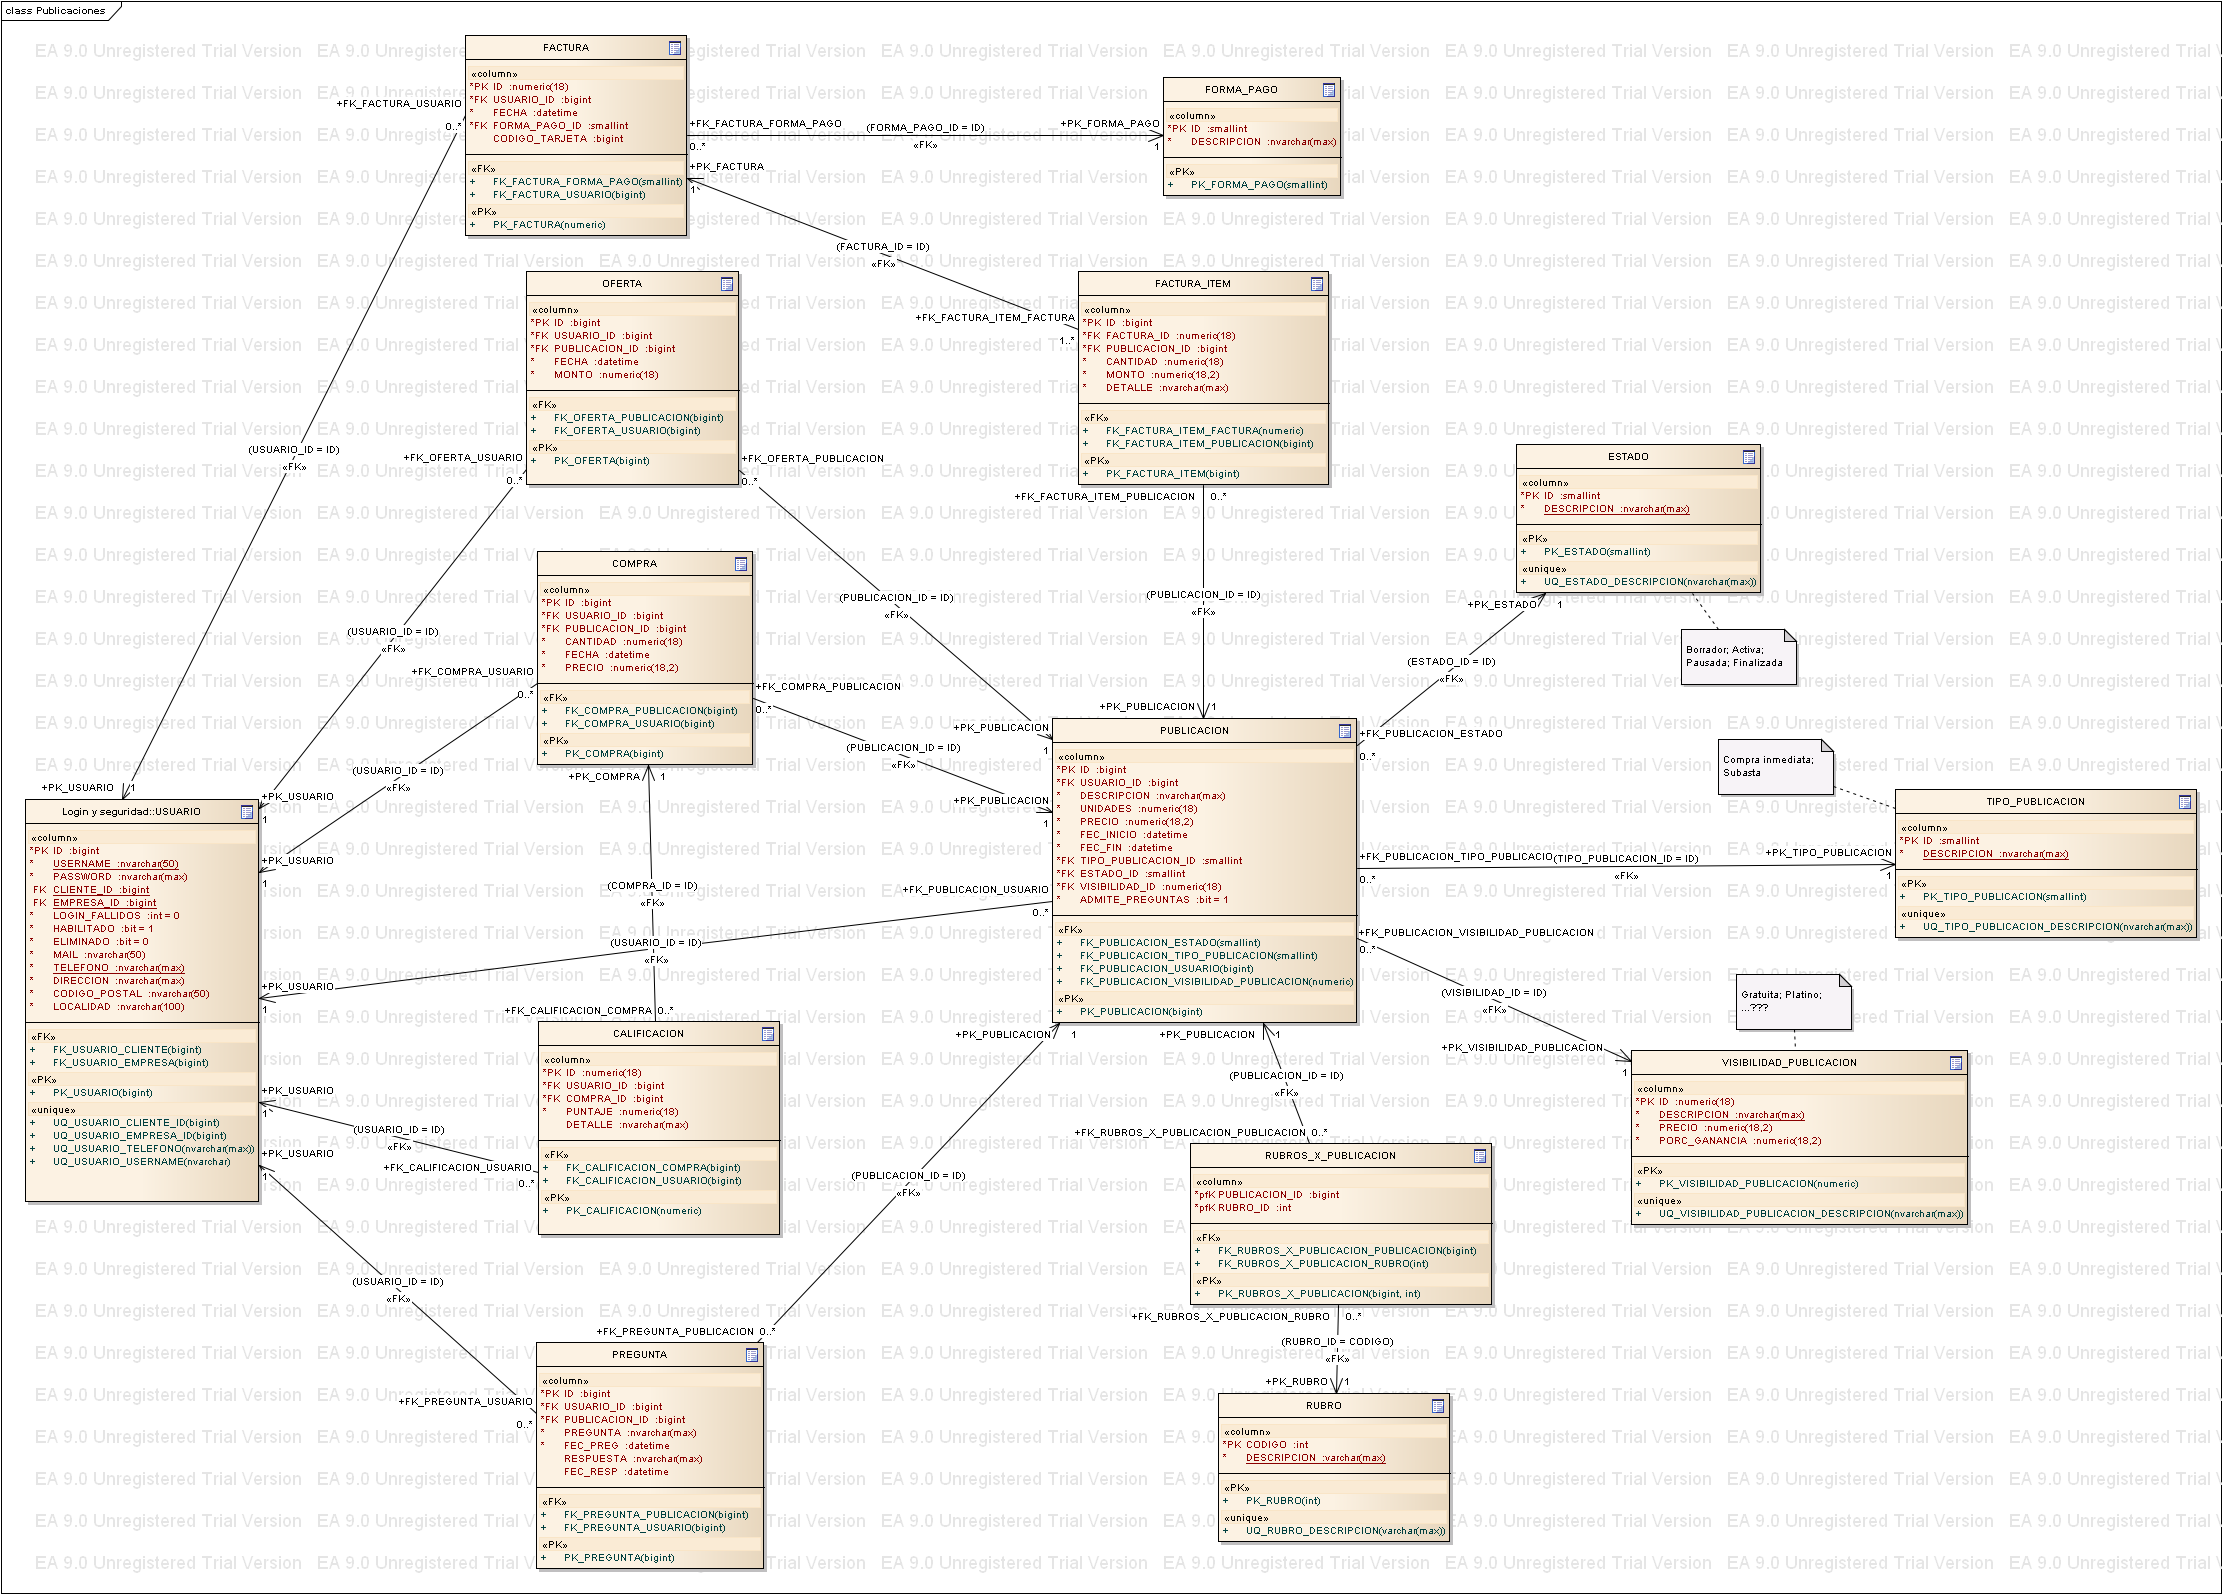 class Publicaciones
FACTURA
«column»
*PK ID :numeric(18)
*FK USUARIO_ID :bigint
* FECHA :datetime
*FK FORMA_PAGO_ID :smallint
CODIGO_TARJETA :bigint
«FK»
+ FK_FACTURA_FORMA_PAGO(smallint)
+ FK_FACTURA_USUARIO(bigint)
«PK»
+ PK_FACTURA(numeric)
+FK_FACTURA_USUARIO
0..*
(USUARIO_ID = ID)
«FK»
+PK_USUARIO
1
+FK_FACTURA_FORMA_PAGO
0..*
(FORMA_PAGO_ID = ID)
«FK»
+PK_FORMA_PAGO
1
FORMA_PAGO
«column»
*PK ID :smallint
* DESCRIPCION :nvarchar(max)
«PK»
+ PK_FORMA_PAGO(smallint)
+PK_FACTURA
1
(FACTURA_ID = ID)
«FK»
+FK_FACTURA_ITEM_FACTURA
1..*
OFERTA
«column»
*PK ID :bigint
*FK USUARIO_ID :bigint
*FK PUBLICACION_ID :bigint
* FECHA :datetime
* MONTO :numeric(18)
«FK»
+ FK_OFERTA_PUBLICACION(bigint)
+ FK_OFERTA_USUARIO(bigint)
«PK»
+ PK_OFERTA(bigint)
FACTURA_ITEM
«column»
*PK ID :bigint
*FK FACTURA_ID :numeric(18)
*FK PUBLICACION_ID :bigint
* CANTIDAD :numeric(18)
* MONTO :numeric(18,2)
* DETALLE :nvarchar(max)
«FK»
+ FK_FACTURA_ITEM_FACTURA(numeric)
+ FK_FACTURA_ITEM_PUBLICACION(bigint)
«PK»
+ PK_FACTURA_ITEM(bigint)
+FK_OFERTA_USUARIO
0..*
(USUARIO_ID = ID)
«FK»
+PK_USUARIO
1
+FK_OFERTA_PUBLICACION
0..*
(PUBLICACION_ID = ID)
«FK»
+PK_PUBLICACION
1
+FK_FACTURA_ITEM_PUBLICACION
0..*
(PUBLICACION_ID = ID)
«FK»
+PK_PUBLICACION
1
ESTADO
«column»
*PK ID :smallint
* DESCRIPCION :nvarchar(max)
«PK»
+ PK_ESTADO(smallint)
«unique»
+ UQ_ESTADO_DESCRIPCION(nvarchar(max))
Borrador; Activa;
Pausada; Finalizada
+PK_ESTADO
1
(ESTADO_ID = ID)
«FK»
+FK_PUBLICACION_ESTADO
0..*
COMPRA
«column»
*PK ID :bigint
*FK USUARIO_ID :bigint
*FK PUBLICACION_ID :bigint
* CANTIDAD :numeric(18)
* FECHA :datetime
* PRECIO :numeric(18,2)
«FK»
+ FK_COMPRA_PUBLICACION(bigint)
+ FK_COMPRA_USUARIO(bigint)
«PK»
+ PK_COMPRA(bigint)
+FK_COMPRA_USUARIO
0..*
(USUARIO_ID = ID)
«FK»
+PK_USUARIO
1
+FK_COMPRA_PUBLICACION
0..*
(PUBLICACION_ID = ID)
«FK»
+PK_PUBLICACION
1
PUBLICACION
«column»
*PK ID :bigint
*FK USUARIO_ID :bigint
* DESCRIPCION :nvarchar(max)
* UNIDADES :numeric(18)
* PRECIO :numeric(18,2)
* FEC_INICIO :datetime
* FEC_FIN :datetime
*FK TIPO_PUBLICACION_ID :smallint
*FK ESTADO_ID :smallint
*FK VISIBILIDAD_ID :numeric(18)
* ADMITE_PREGUNTAS :bit = 1
«FK»
+ FK_PUBLICACION_ESTADO(smallint)
+ FK_PUBLICACION_TIPO_PUBLICACION(smallint)
+ FK_PUBLICACION_USUARIO(bigint)
+ FK_PUBLICACION_VISIBILIDAD_PUBLICACION(numeric)
«PK»
+ PK_PUBLICACION(bigint)
Compra inmediata;
Subasta
TIPO_PUBLICACION
«column»
*PK ID :smallint
* DESCRIPCION :nvarchar(max)
«PK»
+ PK_TIPO_PUBLICACION(smallint)
«unique»
+ UQ_TIPO_PUBLICACION_DESCRIPCION(nvarchar(max))
+FK_PUBLICACION_TIPO_PUBLICACIO
0..*
(TIPO_PUBLICACION_ID = ID)
«FK»
+PK_TIPO_PUBLICACION
1
Login y seguridad::USUARIO
«column»
*PK ID :bigint
* USERNAME :nvarchar(50)
* PASSWORD :nvarchar(max)
FK CLIENTE_ID :bigint
FK EMPRESA_ID :bigint
* LOGIN_FALLIDOS :int = 0
* HABILITADO :bit = 1
* ELIMINADO :bit = 0
* MAIL :nvarchar(50)
* TELEFONO :nvarchar(max)
* DIRECCION :nvarchar(max)
* CODIGO_POSTAL :nvarchar(50)
* LOCALIDAD :nvarchar(100)
«FK»
+ FK_USUARIO_CLIENTE(bigint)
+ FK_USUARIO_EMPRESA(bigint)
«PK»
+ PK_USUARIO(bigint)
«unique»
+ UQ_USUARIO_CLIENTE_ID(bigint)
+ UQ_USUARIO_EMPRESA_ID(bigint)
+ UQ_USUARIO_TELEFONO(nvarchar(max))
+ UQ_USUARIO_USERNAME(nvarchar)
+FK_PUBLICACION_USUARIO
0..*
(USUARIO_ID = ID)
«FK»
+PK_USUARIO
1
+PK_COMPRA
1
(COMPRA_ID = ID)
«FK»
+FK_CALIFICACION_COMPRA
0..*
+FK_PUBLICACION_VISIBILIDAD_PUBLICACION
0..*
(VISIBILIDAD_ID = ID)
«FK»
+PK_VISIBILIDAD_PUBLICACION
1
Gratuita; Platino;
...???
VISIBILIDAD_PUBLICACION
«column»
*PK ID :numeric(18)
* DESCRIPCION :nvarchar(max)
* PRECIO :numeric(18,2)
* PORC_GANANCIA :numeric(18,2)
«PK»
+ PK_VISIBILIDAD_PUBLICACION(numeric)
«unique»
+ UQ_VISIBILIDAD_PUBLICACION_DESCRIPCION(nvarchar(max))
CALIFICACION
«column»
*PK ID :numeric(18)
*FK USUARIO_ID :bigint
*FK COMPRA_ID :bigint
* PUNTAJE :numeric(18)
DETALLE :nvarchar(max)
«FK»
+ FK_CALIFICACION_COMPRA(bigint)
+ FK_CALIFICACION_USUARIO(bigint)
«PK»
+ PK_CALIFICACION(numeric)
+PK_USUARIO
1
(USUARIO_ID = ID)
«FK»
+FK_CALIFICACION_USUARIO
0..*
+PK_PUBLICACION
1
(PUBLICACION_ID = ID)
«FK»
+FK_PREGUNTA_PUBLICACION
0..*
+PK_PUBLICACION
1
(PUBLICACION_ID = ID)
«FK»
+FK_RUBROS_X_PUBLICACION_PUBLICACION
0..*
RUBROS_X_PUBLICACION
«column»
*pfK PUBLICACION_ID :bigint
*pfK RUBRO_ID :int
«FK»
+ FK_RUBROS_X_PUBLICACION_PUBLICACION(bigint)
+ FK_RUBROS_X_PUBLICACION_RUBRO(int)
«PK»
+ PK_RUBROS_X_PUBLICACION(bigint, int)
+PK_USUARIO
1
(USUARIO_ID = ID)
«FK»
+FK_PREGUNTA_USUARIO
0..*
PREGUNTA
«column»
*PK ID :bigint
*FK USUARIO_ID :bigint
*FK PUBLICACION_ID :bigint
* PREGUNTA :nvarchar(max)
* FEC_PREG :datetime
RESPUESTA :nvarchar(max)
FEC_RESP :datetime
«FK»
+ FK_PREGUNTA_PUBLICACION(bigint)
+ FK_PREGUNTA_USUARIO(bigint)
«PK»
+ PK_PREGUNTA(bigint)
+FK_RUBROS_X_PUBLICACION_RUBRO
0..*
(RUBRO_ID = CODIGO)
«FK»
+PK_RUBRO
1
RUBRO
«column»
*PK CODIGO :int
* DESCRIPCION :varchar(max)
«PK»
+ PK_RUBRO(int)
«unique»
+ UQ_RUBRO_DESCRIPCION(varchar(max))
EA 9.0 Unregistered Trial Version